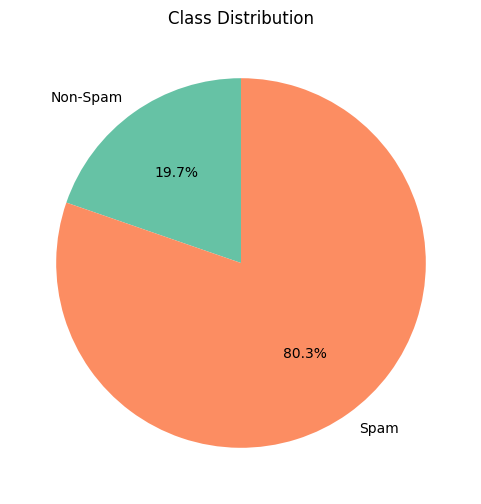 Class Distribution
Non-Spam
19.7%
80.3%
Spam